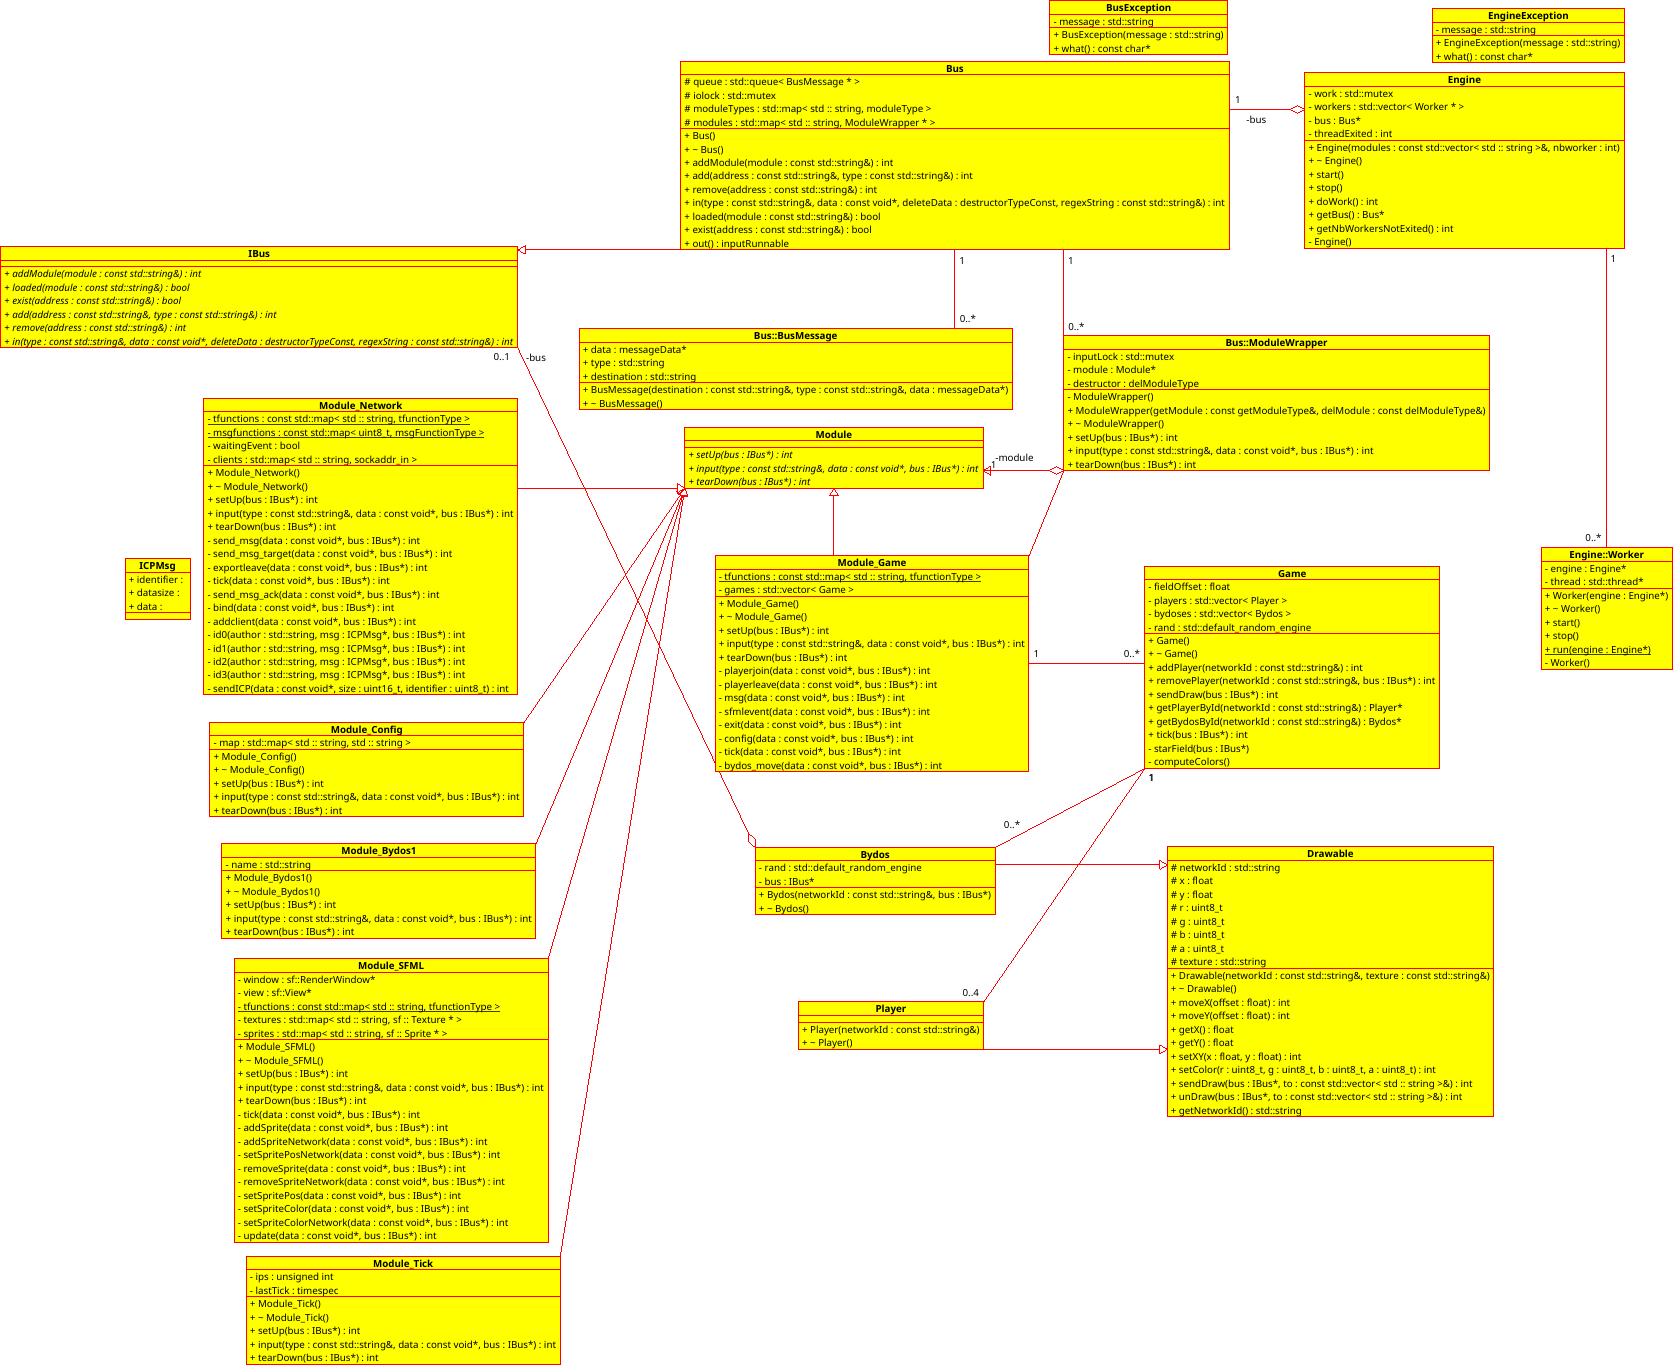 BusException
- message : std::string
+ BusException(message : std::string)
+ what() : const char*
EngineException
- message : std::string
+ EngineException(message : std::string)
+ what() : const char*
Bus
# queue : std::queue< BusMessage * >
# iolock : std::mutex
# moduleTypes : std::map< std :: string, moduleType >
# modules : std::map< std :: string, ModuleWrapper * >
+ Bus()
+ ~ Bus()
+ addModule(module : const std::string&) : int
+ add(address : const std::string&, type : const std::string&) : int
+ remove(address : const std::string&) : int
+ in(type : const std::string&, data : const void*, deleteData : destructorTypeConst, regexString : const std::string&) : int
+ loaded(module : const std::string&) : bool
+ exist(address : const std::string&) : bool
+ out() : inputRunnable
1
-bus
Engine
- work : std::mutex
- workers : std::vector< Worker * >
- bus : Bus*
- threadExited : int
+ Engine(modules : const std::vector< std :: string >&, nbworker : int)
+ ~ Engine()
+ start()
+ stop()
+ doWork() : int
+ getBus() : Bus*
+ getNbWorkersNotExited() : int
- Engine()
IBus
+ addModule(module : const std::string&) : int
+ loaded(module : const std::string&) : bool
+ exist(address : const std::string&) : bool
+ add(address : const std::string&, type : const std::string&) : int
+ remove(address : const std::string&) : int
+ in(type : const std::string&, data : const void*, deleteData : destructorTypeConst, regexString : const std::string&) : int
0..1
-bus
1
0..*
1
0..*
1
0..*
Bus::BusMessage
+ data : messageData*
+ type : std::string
+ destination : std::string
+ BusMessage(destination : const std::string&, type : const std::string&, data : messageData*)
+ ~ BusMessage()
Bus::ModuleWrapper
- inputLock : std::mutex
- module : Module*
- destructor : delModuleType
- ModuleWrapper()
+ ModuleWrapper(getModule : const getModuleType&, delModule : const delModuleType&)
+ ~ ModuleWrapper()
+ setUp(bus : IBus*) : int
+ input(type : const std::string&, data : const void*, bus : IBus*) : int
+ tearDown(bus : IBus*) : int
Module_Network
- tfunctions : const std::map< std :: string, tfunctionType >
- msgfunctions : const std::map< uint8_t, msgFunctionType >
- waitingEvent : bool
- clients : std::map< std :: string, sockaddr_in >
+ Module_Network()
+ ~ Module_Network()
+ setUp(bus : IBus*) : int
+ input(type : const std::string&, data : const void*, bus : IBus*) : int
+ tearDown(bus : IBus*) : int
- send_msg(data : const void*, bus : IBus*) : int
- send_msg_target(data : const void*, bus : IBus*) : int
- exportleave(data : const void*, bus : IBus*) : int
- tick(data : const void*, bus : IBus*) : int
- send_msg_ack(data : const void*, bus : IBus*) : int
- bind(data : const void*, bus : IBus*) : int
- addclient(data : const void*, bus : IBus*) : int
- id0(author : std::string, msg : ICPMsg*, bus : IBus*) : int
- id1(author : std::string, msg : ICPMsg*, bus : IBus*) : int
- id2(author : std::string, msg : ICPMsg*, bus : IBus*) : int
- id3(author : std::string, msg : ICPMsg*, bus : IBus*) : int
- sendICP(data : const void*, size : uint16_t, identifier : uint8_t) : int
Module
+ setUp(bus : IBus*) : int
+ input(type : const std::string&, data : const void*, bus : IBus*) : int
+ tearDown(bus : IBus*) : int
-module
1
ICPMsg
+ identifier :
+ datasize :
+ data :
Module_Game
- tfunctions : const std::map< std :: string, tfunctionType >
- games : std::vector< Game >
+ Module_Game()
+ ~ Module_Game()
+ setUp(bus : IBus*) : int
+ input(type : const std::string&, data : const void*, bus : IBus*) : int
+ tearDown(bus : IBus*) : int
- playerjoin(data : const void*, bus : IBus*) : int
- playerleave(data : const void*, bus : IBus*) : int
- msg(data : const void*, bus : IBus*) : int
- sfmlevent(data : const void*, bus : IBus*) : int
- exit(data : const void*, bus : IBus*) : int
- config(data : const void*, bus : IBus*) : int
- tick(data : const void*, bus : IBus*) : int
- bydos_move(data : const void*, bus : IBus*) : int
1
0..*
Game
- fieldOffset : float
- players : std::vector< Player >
- bydoses : std::vector< Bydos >
- rand : std::default_random_engine
+ Game()
+ ~ Game()
+ addPlayer(networkId : const std::string&) : int
+ removePlayer(networkId : const std::string&, bus : IBus*) : int
+ sendDraw(bus : IBus*) : int
+ getPlayerById(networkId : const std::string&) : Player*
+ getBydosById(networkId : const std::string&) : Bydos*
+ tick(bus : IBus*) : int
- starField(bus : IBus*)
- computeColors()
1
0..*
0..4
Engine::Worker
- engine : Engine*
- thread : std::thread*
+ Worker(engine : Engine*)
+ ~ Worker()
+ start()
+ stop()
+ run(engine : Engine*)
- Worker()
Module_Config
- map : std::map< std :: string, std :: string >
+ Module_Config()
+ ~ Module_Config()
+ setUp(bus : IBus*) : int
+ input(type : const std::string&, data : const void*, bus : IBus*) : int
+ tearDown(bus : IBus*) : int
Module_Bydos1
- name : std::string
+ Module_Bydos1()
+ ~ Module_Bydos1()
+ setUp(bus : IBus*) : int
+ input(type : const std::string&, data : const void*, bus : IBus*) : int
+ tearDown(bus : IBus*) : int
Bydos
- rand : std::default_random_engine
- bus : IBus*
+ Bydos(networkId : const std::string&, bus : IBus*)
+ ~ Bydos()
Drawable
# networkId : std::string
# x : float
# y : float
# r : uint8_t
# g : uint8_t
# b : uint8_t
# a : uint8_t
# texture : std::string
+ Drawable(networkId : const std::string&, texture : const std::string&)
+ ~ Drawable()
+ moveX(offset : float) : int
+ moveY(offset : float) : int
+ getX() : float
+ getY() : float
+ setXY(x : float, y : float) : int
+ setColor(r : uint8_t, g : uint8_t, b : uint8_t, a : uint8_t) : int
+ sendDraw(bus : IBus*, to : const std::vector< std :: string >&) : int
+ unDraw(bus : IBus*, to : const std::vector< std :: string >&) : int
+ getNetworkId() : std::string
Module_SFML
- window : sf::RenderWindow*
- view : sf::View*
- tfunctions : const std::map< std :: string, tfunctionType >
- textures : std::map< std :: string, sf :: Texture * >
- sprites : std::map< std :: string, sf :: Sprite * >
+ Module_SFML()
+ ~ Module_SFML()
+ setUp(bus : IBus*) : int
+ input(type : const std::string&, data : const void*, bus : IBus*) : int
+ tearDown(bus : IBus*) : int
- tick(data : const void*, bus : IBus*) : int
- addSprite(data : const void*, bus : IBus*) : int
- addSpriteNetwork(data : const void*, bus : IBus*) : int
- setSpritePosNetwork(data : const void*, bus : IBus*) : int
- removeSprite(data : const void*, bus : IBus*) : int
- removeSpriteNetwork(data : const void*, bus : IBus*) : int
- setSpritePos(data : const void*, bus : IBus*) : int
- setSpriteColor(data : const void*, bus : IBus*) : int
- setSpriteColorNetwork(data : const void*, bus : IBus*) : int
- update(data : const void*, bus : IBus*) : int
Player
+ Player(networkId : const std::string&)
+ ~ Player()
Module_Tick
- ips : unsigned int
- lastTick : timespec
+ Module_Tick()
+ ~ Module_Tick()
+ setUp(bus : IBus*) : int
+ input(type : const std::string&, data : const void*, bus : IBus*) : int
+ tearDown(bus : IBus*) : int